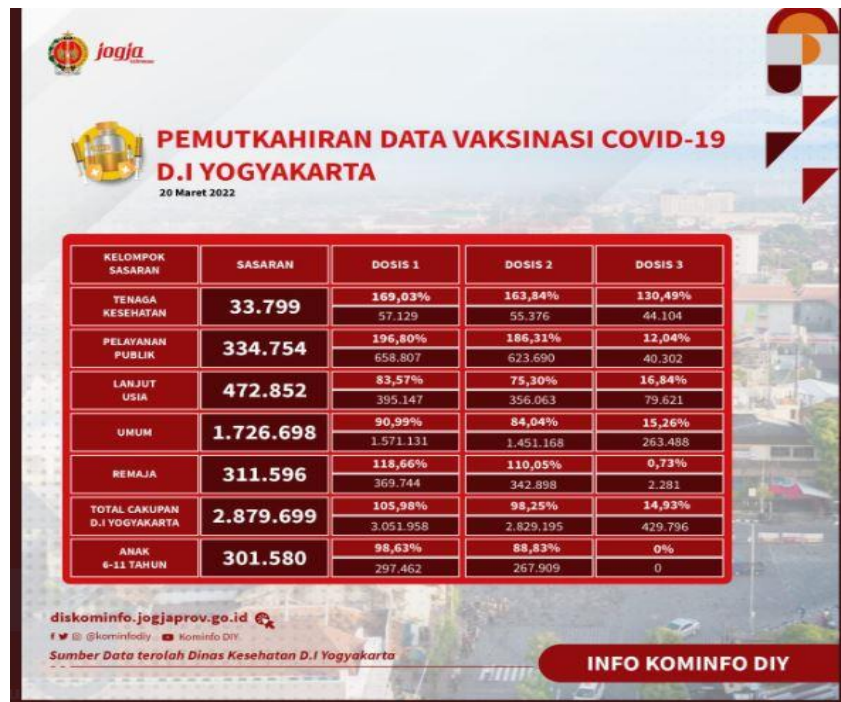 jogja
istimewa
PEMUTKAHIRAN DATA VAKSINASI COVID-19
D.I YOGYAKARTA
20 Maret 2022
KELOMPOK SASARAN SASARAN DOSIS 1 DOSIS 2 DOSIS 3
TENAGA KESEHATAN 33.799 169,03% 163,84% 130,49%
57.129 55.376 44.104
PELAYANAN PUBLIK 334.754 196,80% 186,31% 12,04%
658.807 623.690 40.302
LANJUT USIA 472.852 83,57% 75,30% 16,84%
395.147 356.063 79.621
UMUM 1.726.698 90,99% 84,04% 15,26%
1.571.131 1.451.168 263.488
REMAJA 311.596 118,66% 110,05% 0,73%
369.744 342.898 2.281
TOTAL CAKUPAN D.I YOGYAKARTA 2.879.699 105,98% 98,25% 14,93%
3.051.958 2.829.195 429.796
ANAK 6-11 TAHUN 301.580 98,63% 88,83% 0%
297.462 267.909 0
diskominfo.jogjaprov.go.id
@kominfodiy Kominfo DIY
Sumber Data terolah Dinas Kesehatan D.I Yogyakarta
INFO KOMINFO DIY